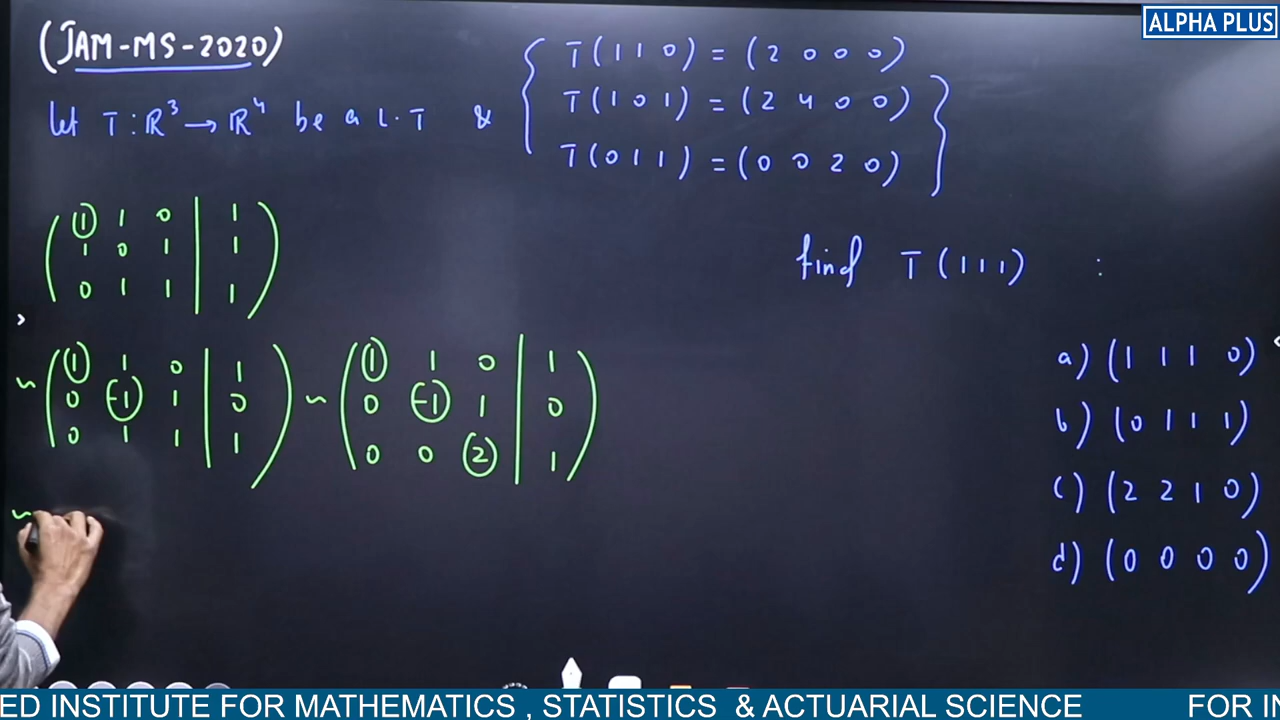 ALPHA PLUS
(JAM-MS-2020)
let T : ℝ³ → ℝ⁴ be a L.T &
T(1 1 0) = (2 0 0 0)
T(1 0 1) = (2 4 0 0)
T(0 1 1) = (0 0 2 0)
find T(1 1 1) :
1 1 0 | 1
1 0 1 | 1
0 1 1 | 1
~ 1 1 0 | 1
0 -1 1 | 0
0 1 1 | 1
~ 1 1 0 | 1
0 -1 1 | 0
0 0 2 | 1
~
a) (1 1 1 0)
b) (0 1 1 1)
c) (2 2 1 0)
d) (0 0 0 0)
ED INSTITUTE FOR MATHEMATICS , STATISTICS & ACTUARIAL SCIENCE FOR IN